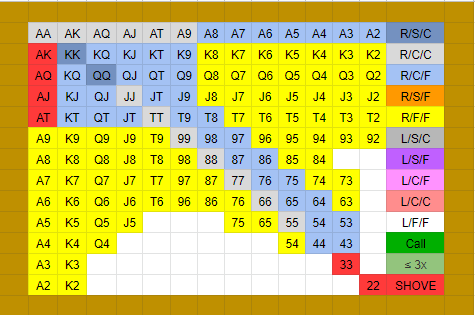 AA AK AQ AJ AT A9 A8 A7 A6 A5 A4 A3 A2 R/S/C
AK KK KQ KJ KT K9 K8 K7 K6 K5 K4 K3 K2 R/C/C
AQ KQ QQ QJ QT Q9 Q8 Q7 Q6 Q5 Q4 Q3 Q2 R/C/F
AJ KJ QJ JJ JT J9 J8 J7 J6 J5 J4 J3 J2 R/S/F
AT KT QT JT TT T9 T8 T7 T6 T5 T4 T3 T2 R/F/F
A9 K9 Q9 J9 T9 99 98 97 96 95 94 93 92 L/S/C
A8 K8 Q8 J8 T8 98 88 87 86 85 84 L/S/F
A7 K7 Q7 J7 T7 97 87 77 76 75 74 73 L/C/F
A6 K6 Q6 J6 T6 96 86 76 66 65 64 63 L/C/C
A5 K5 Q5 J5 75 65 55 54 53 L/F/F
A4 K4 Q4 54 44 43 Call
A3 K3 33 ≤ 3x
A2 K2 22 SHOVE